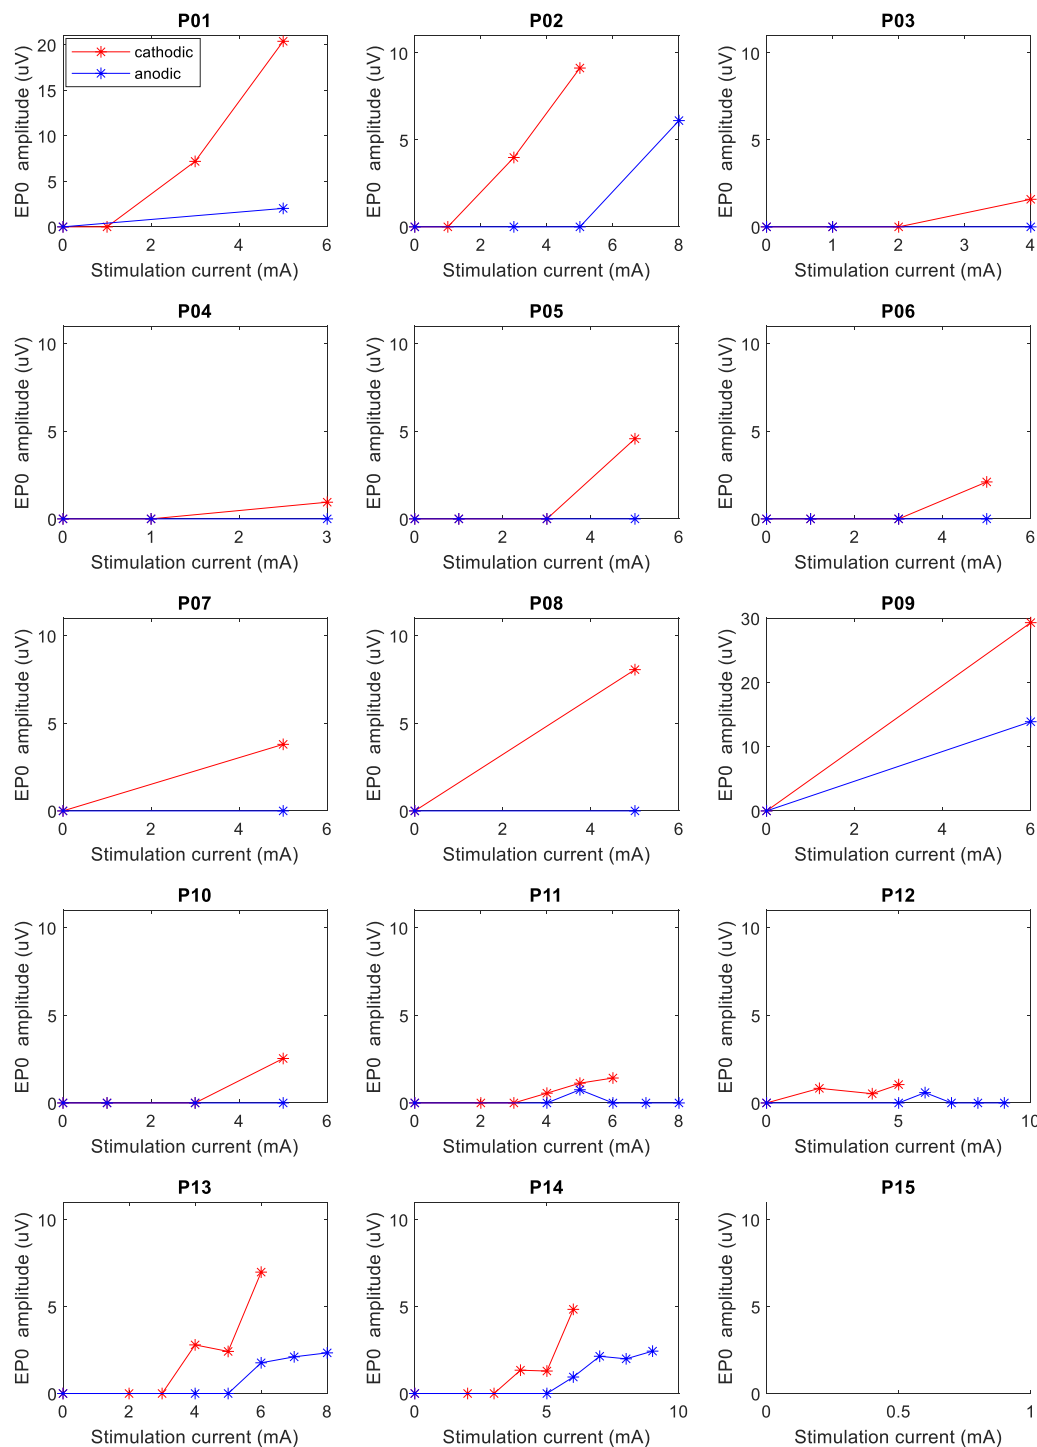 P01
P02
P03
EP0 amplitude (uV)
20
15
10
5
0
cathodic
anodic
0 2 4 6
Stimulation current (mA)
EP0 amplitude (uV)
10
5
0
0 2 4 6 8
Stimulation current (mA)
EP0 amplitude (uV)
10
5
0
0 1 2 3 4
Stimulation current (mA)
P04
P05
P06
EP0 amplitude (uV)
10
5
0
0 1 2 3
Stimulation current (mA)
EP0 amplitude (uV)
10
5
0
0 2 4 6
Stimulation current (mA)
EP0 amplitude (uV)
10
5
0
0 2 4 6
Stimulation current (mA)
P07
P08
P09
EP0 amplitude (uV)
10
5
0
0 2 4 6
Stimulation current (mA)
EP0 amplitude (uV)
10
5
0
0 2 4 6
Stimulation current (mA)
EP0 amplitude (uV)
30
20
10
0
0 2 4 6
Stimulation current (mA)
P10
P11
P12
EP0 amplitude (uV)
10
5
0
0 2 4 6
Stimulation current (mA)
EP0 amplitude (uV)
10
5
0
0 2 4 6 8
Stimulation current (mA)
EP0 amplitude (uV)
10
5
0
0 5 10
Stimulation current (mA)
P13
P14
P15
EP0 amplitude (uV)
10
5
0
0 2 4 6 8
Stimulation current (mA)
EP0 amplitude (uV)
10
5
0
0 5 10
Stimulation current (mA)
EP0 amplitude (uV)
10
5
0
0 0.5 1
Stimulation current (mA)